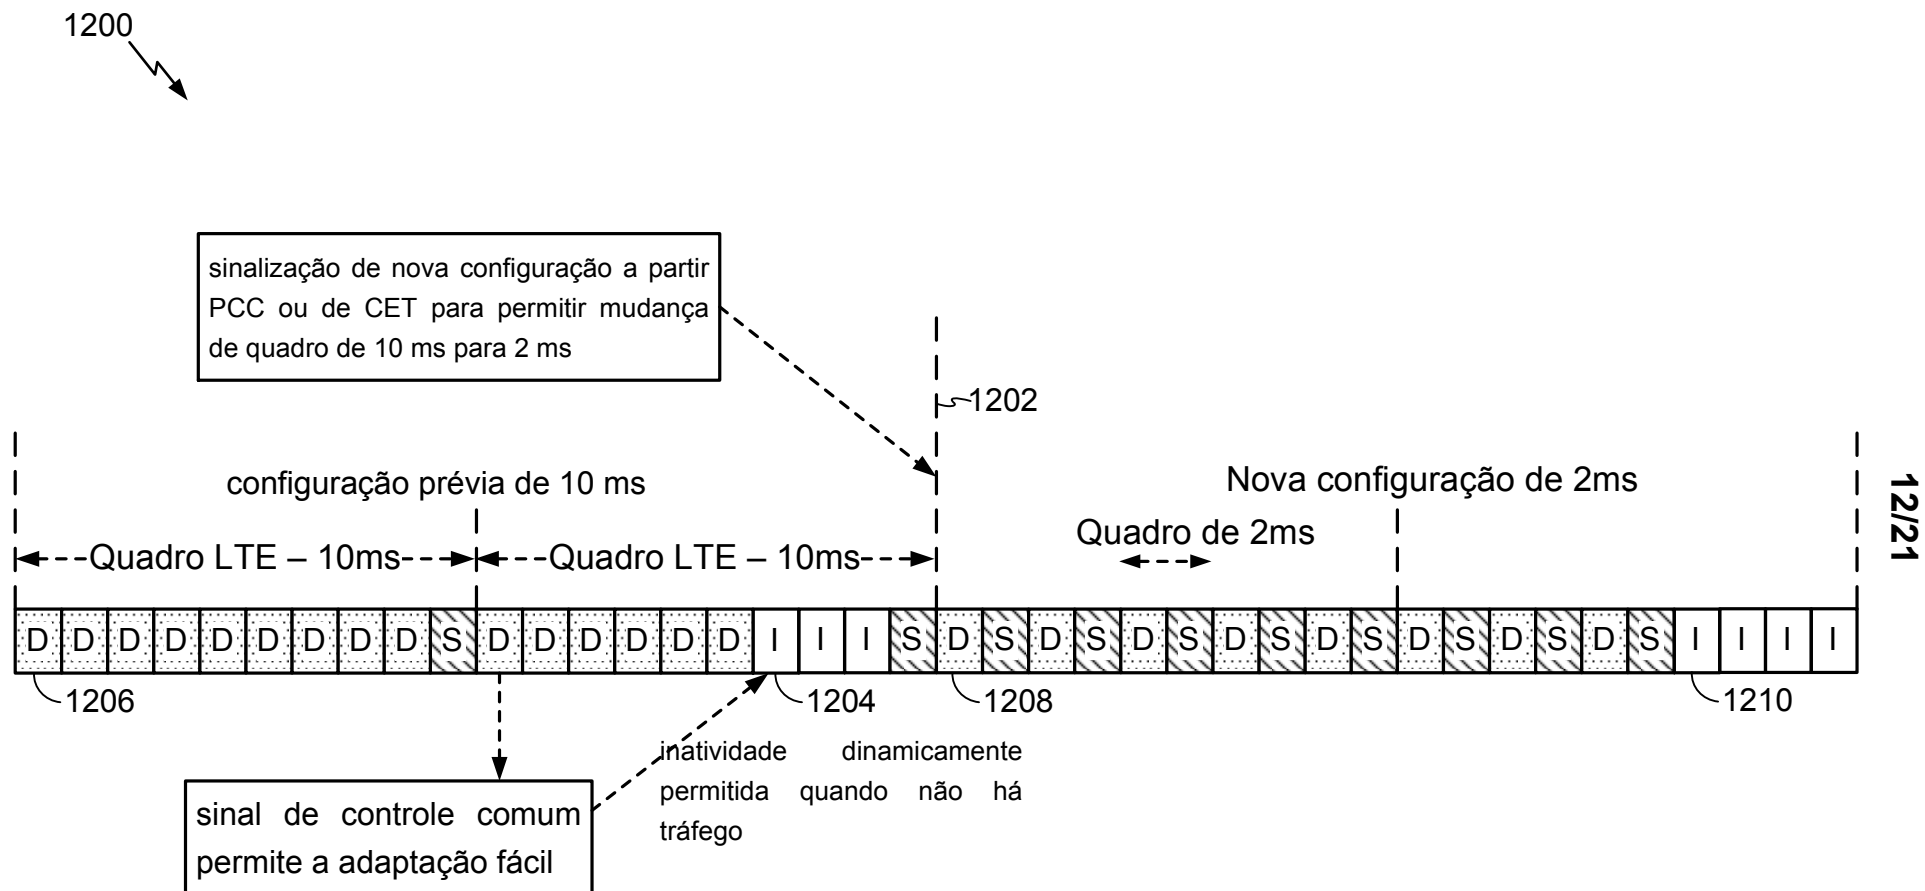 1200
sinalização de nova configuração a partir
PCC ou de CET para permitir mudança
de quadro de 10 ms para 2 ms
1202
configuração prévia de 10 ms
Nova configuração de 2ms
12/21
Quadro de 2ms
Quadro LTE – 10ms
Quadro LTE – 10ms
D D D D D D D D D S D D D D D D I I I S D S D S D S D S D S D S D S D S I I I I
1206
1204
1208
1210
inatividade dinamicamente
permitida quando não há
tráfego
sinal de controle comum
permite a adaptação fácil